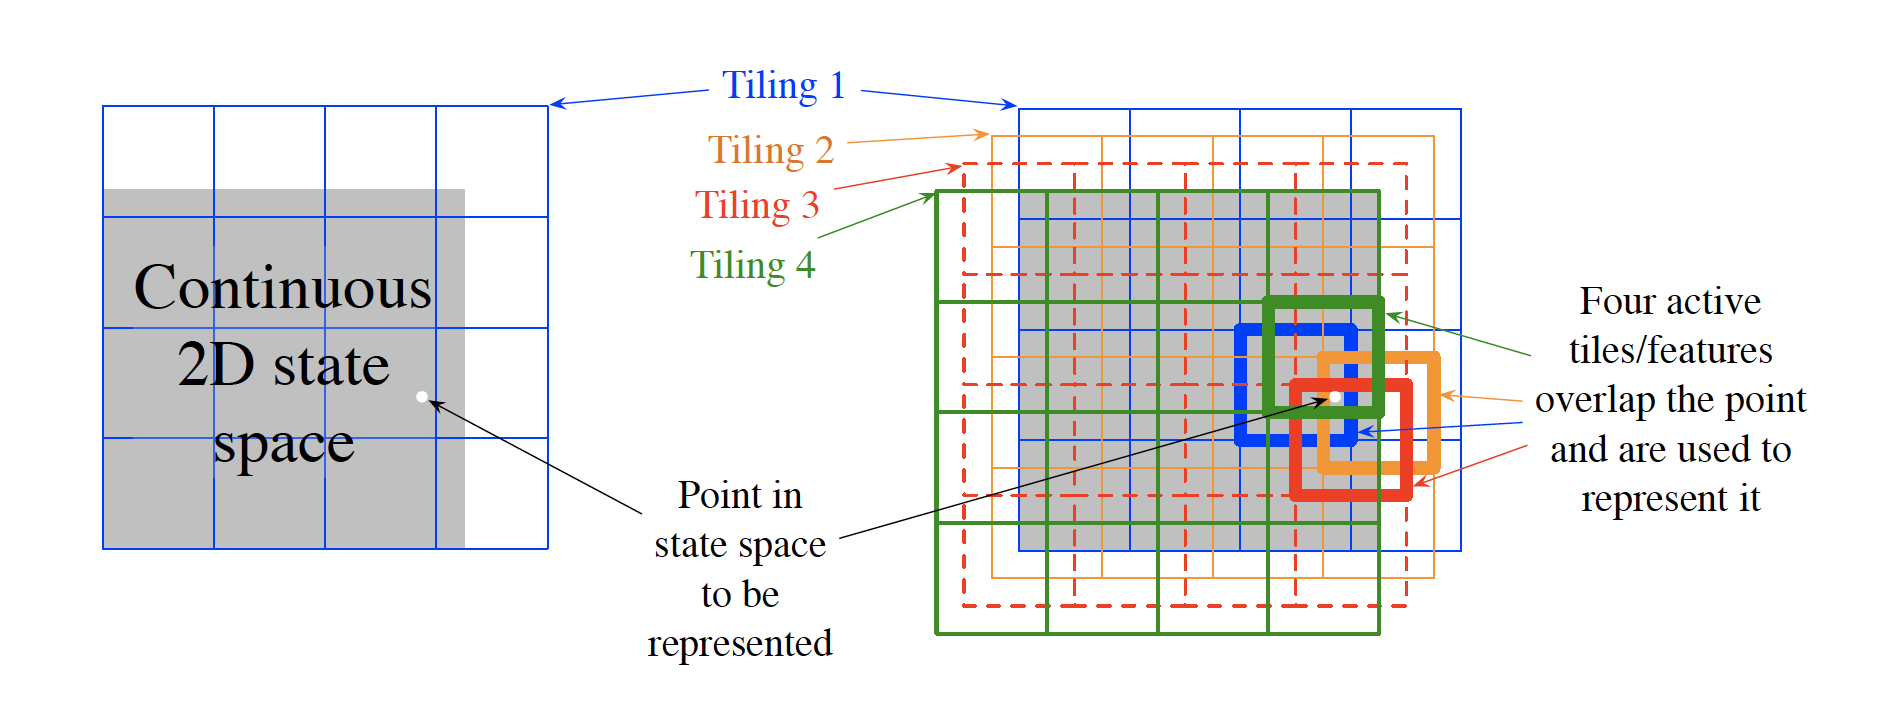 Continuous
2D state
space
Tiling 1
Tiling 2
Tiling 3
Tiling 4
Point in
state space
to be
represented
Four active
tiles/features
overlap the point
and are used to
represent it